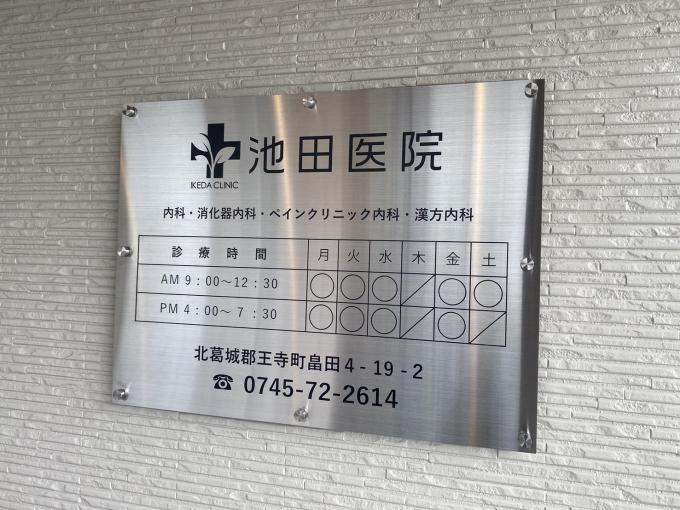 池田医院
IKEDA CLINIC
内科・消化器内科・ペインクリニック内科・漢方内科
診療時間 月 火 水 木 金 土
AM 9:00〜12:30 ○ ○ ○ ／ ○ ○
PM 4:00〜 7:30 ○ ○ ○ ／ ○ ／
北葛城郡王寺町畠田4-19-2
☎ 0745-72-2614